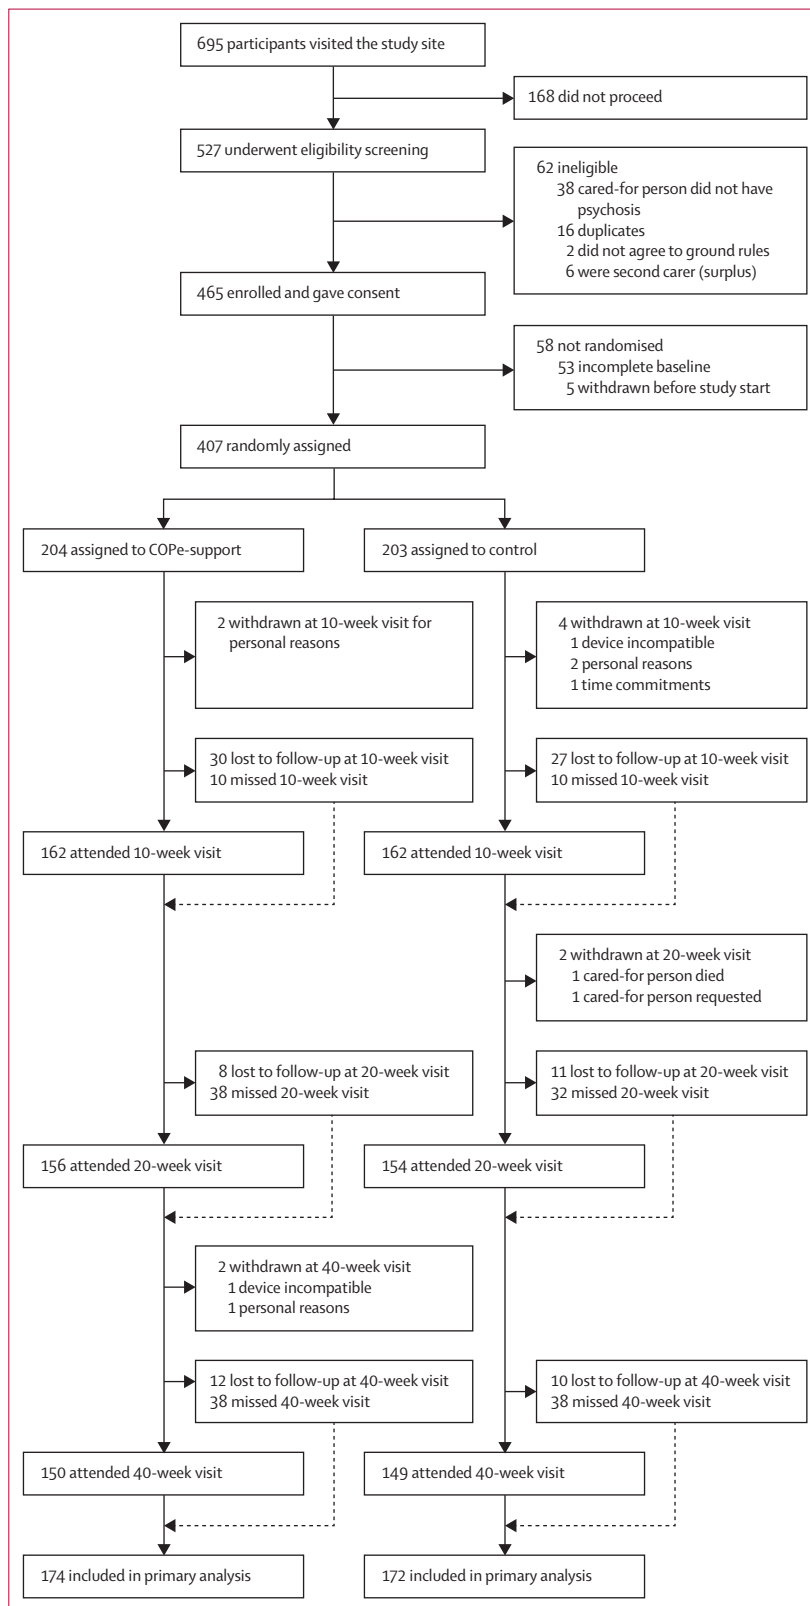 695 participants visited the study site
168 did not proceed
527 underwent eligibility screening
62 ineligible
38 cared-for person did not have
psychosis
16 duplicates
2 did not agree to ground rules
6 were second carer (surplus)
465 enrolled and gave consent
58 not randomised
53 incomplete baseline
5 withdrawn before study start
407 randomly assigned
204 assigned to COPe-support
203 assigned to control
2 withdrawn at 10-week visit for
personal reasons
4 withdrawn at 10-week visit
1 device incompatible
2 personal reasons
1 time commitments
30 lost to follow-up at 10-week visit
10 missed 10-week visit
27 lost to follow-up at 10-week visit
10 missed 10-week visit
162 attended 10-week visit
162 attended 10-week visit
2 withdrawn at 20-week visit
1 cared-for person died
1 cared-for person requested
8 lost to follow-up at 20-week visit
38 missed 20-week visit
11 lost to follow-up at 20-week visit
32 missed 20-week visit
156 attended 20-week visit
154 attended 20-week visit
2 withdrawn at 40-week visit
1 device incompatible
1 personal reasons
12 lost to follow-up at 40-week visit
38 missed 40-week visit
10 lost to follow-up at 40-week visit
38 missed 40-week visit
150 attended 40-week visit
149 attended 40-week visit
174 included in primary analysis
172 included in primary analysis